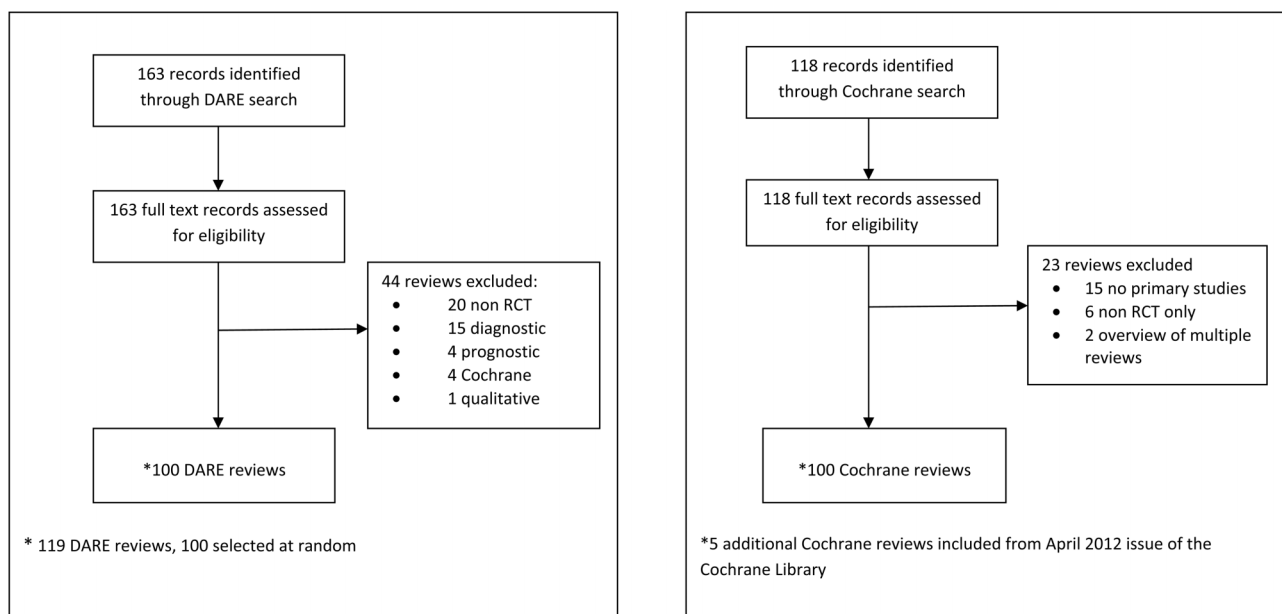 163 records identified
through DARE search
163 full text records assessed
for eligibility
44 reviews excluded:
• 20 non RCT
• 15 diagnostic
• 4 prognostic
• 4 Cochrane
• 1 qualitative
*100 DARE reviews
* 119 DARE reviews, 100 selected at random
118 records identified
through Cochrane search
118 full text records assessed
for eligibility
23 reviews excluded
• 15 no primary studies
• 6 non RCT only
• 2 overview of multiple
reviews
*100 Cochrane reviews
*5 additional Cochrane reviews included from April 2012 issue of the
Cochrane Library